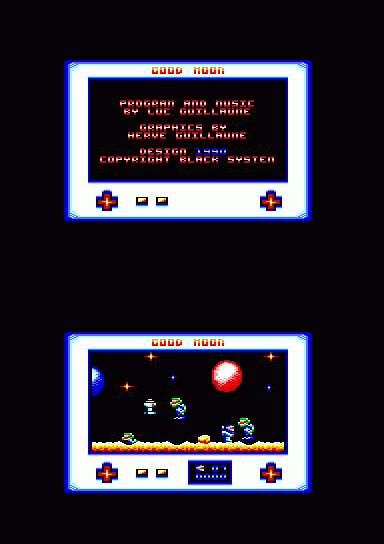 GOOD MOON
PROGRAM AND MUSIC
BY LUC GUILLAUME
GRAPHICS BY
HERVE GUILLAUME
DESIGN 1990
COPYRIGHT BLACK SYSTEM
GOOD MOON